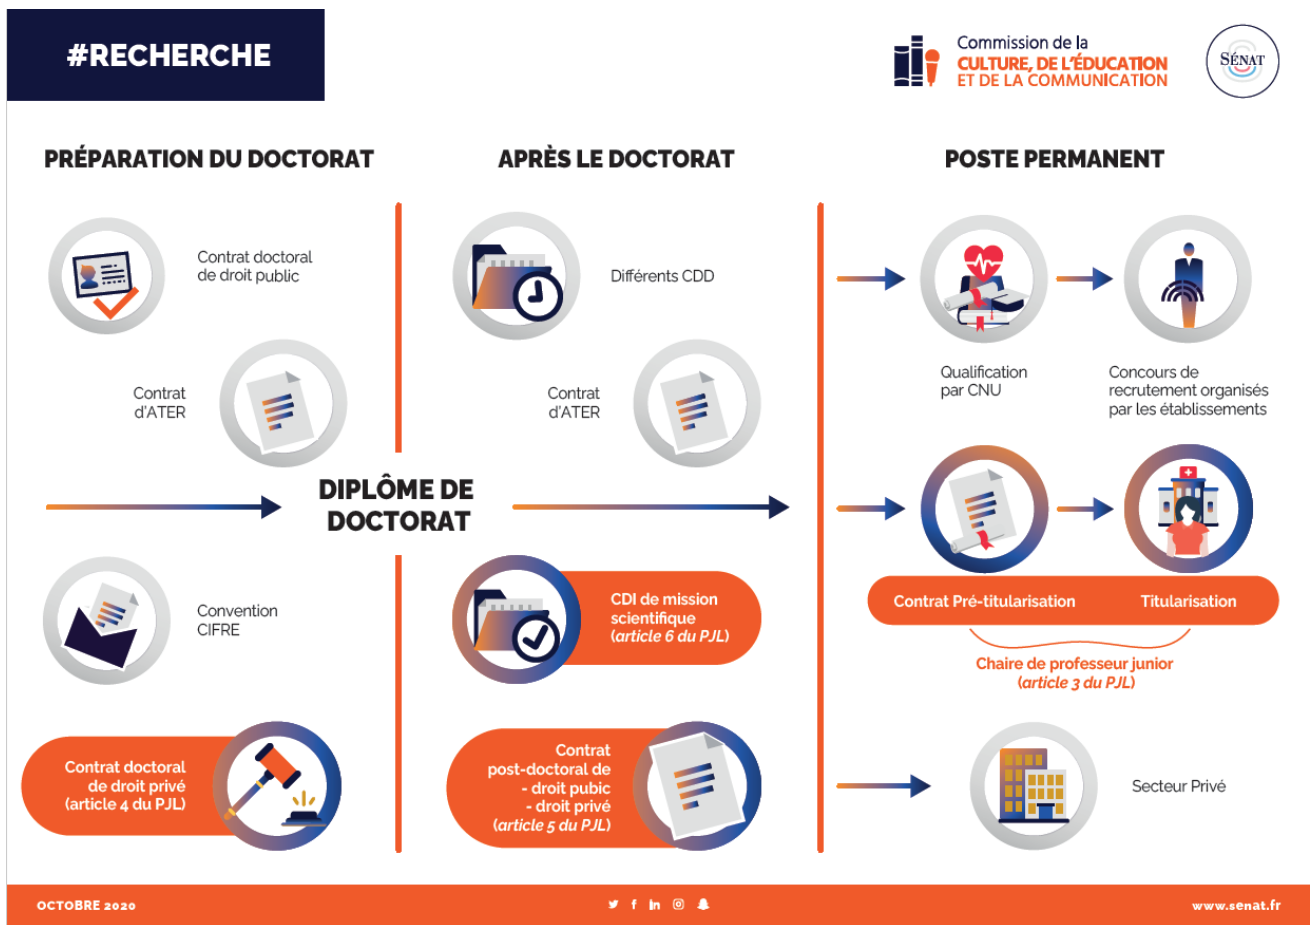 #RECHERCHE
Commission de la
CULTURE, DE L'ÉDUCATION
ET DE LA COMMUNICATION
SÉNAT
PRÉPARATION DU DOCTORAT
APRÈS LE DOCTORAT
POSTE PERMANENT
Contrat doctoral
de droit public
Contrat
d'ATER
DIPLÔME DE
DOCTORAT
Convention
CIFRE
Contrat doctoral
de droit privé
(article 4 du PJL)
Différents CDD
Contrat
d'ATER
CDI de mission
scientifique
(article 6 du PJL)
Contrat
post-doctoral de
- droit pubic
- droit privé
(article 5 du PJL)
Qualification
par CNU
Concours de
recrutement organisés
par les établissements
Contrat Pré-titularisation
Titularisation
Chaire de professeur junior
(article 3 du PJL)
Secteur Privé
OCTOBRE 2020
www.senat.fr